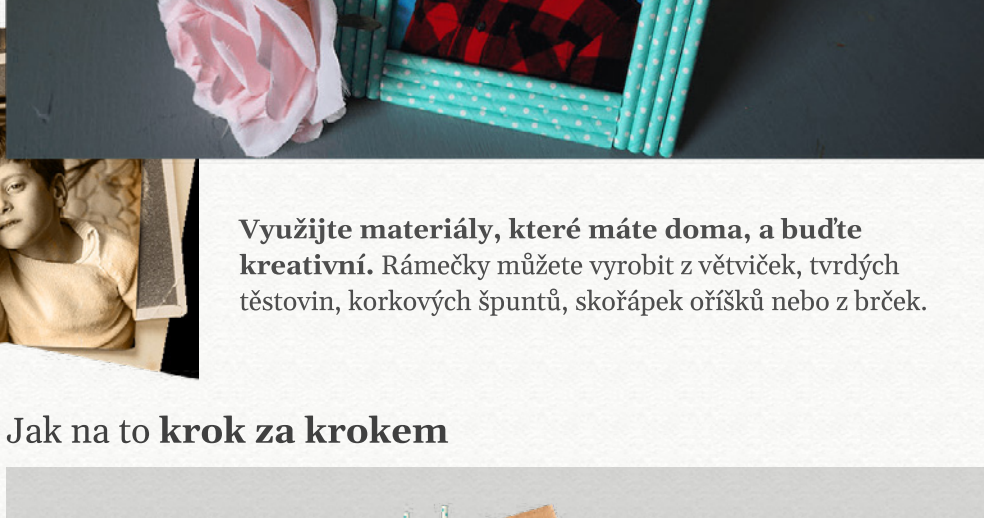 Využijte materiály, které máte doma, a buďte
kreativní. Rámečky můžete vyrobit z větviček, tvrdých
těstovin, korkových špuntů, skořápek oříšků nebo z brček.
Jak na to krok za krokem